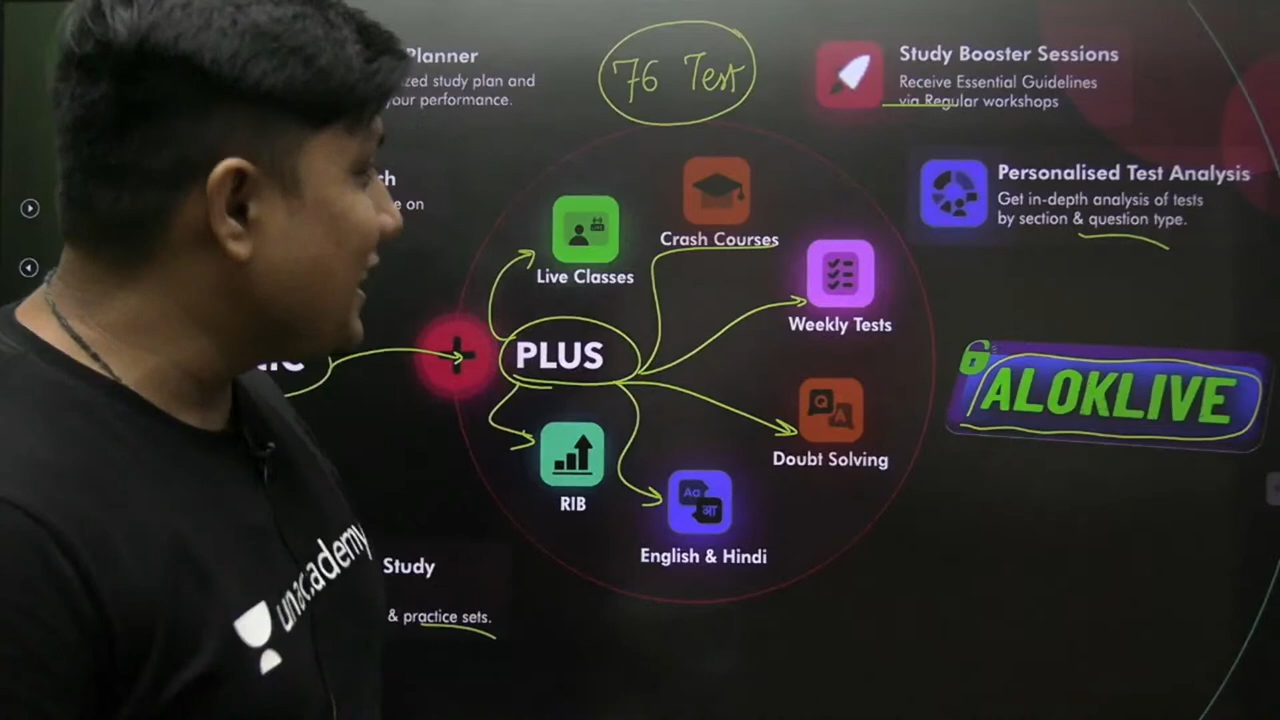 Planner
study plan and
your performance.
76 Test
Study Booster Sessions
Receive Essential Guidelines
via Regular workshops
Personalised Test Analysis
Get in-depth analysis of tests
by section & question type.
on
Crash Courses
Live Classes
Weekly Tests
PLUS
ALOKLIVE
Q A
Doubt Solving
RIB
Aa
आ
English & Hindi
Study
& practice sets.
unacademy